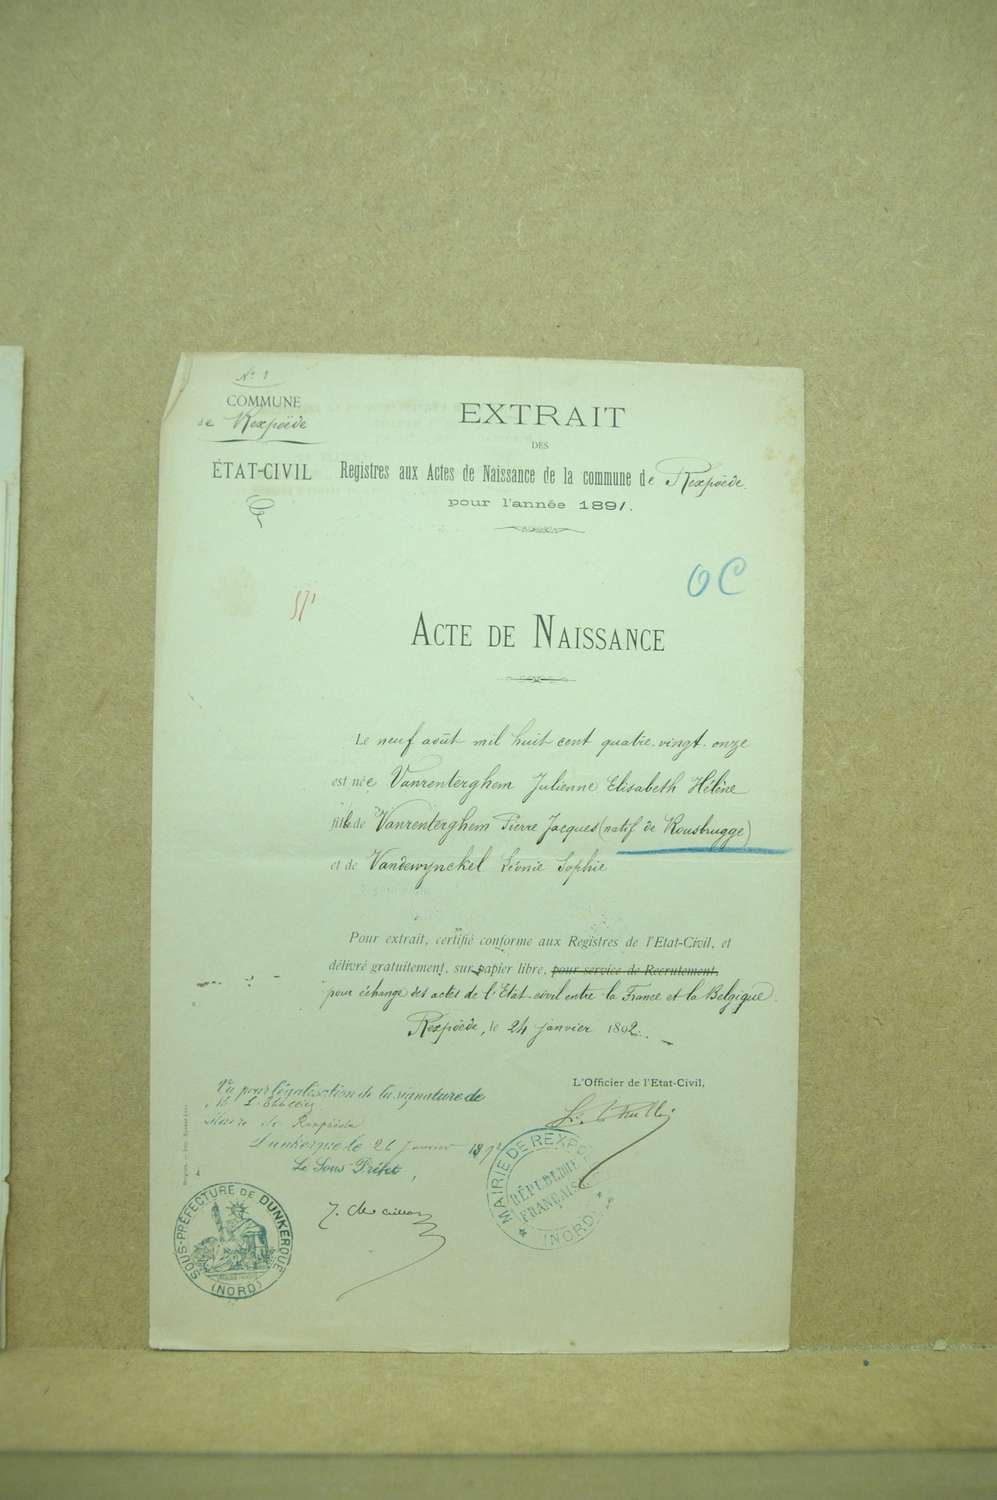 N° 1
COMMUNE
de Rexpoëde
ÉTAT-CIVIL
EXTRAIT
DES
Registres aux Actes de Naissance de la commune de Rexpoëde
pour l'année 1891.
OC
ACTE DE NAISSANCE
Le neuf août mil huit cent quatre-vingt-onze
est née Vanrenterghem Julienne Elisabeth Hélène
fille de Vanrenterghem Pierre Jacques (natif de Rousbrugge)
et de Vandewynckel Léonie Sophie
Pour extrait, certifié conforme aux Registres de l'Etat-Civil, et
délivré gratuitement, sur papier libre, pour service de Recrutement,
pour échange des actes de l'Etat-civil entre la France et la Belgique.
Rexpoëde, le 24 janvier 1892.
L'Officier de l'Etat-Civil,
Vu pour légalisation de la signature de
Maire de Rexpoëde
Dunkerque le 26 Janvier 1892
Le Sous Préfet,
MAIRIE DE REXPOËDE
RÉPUBLIQUE
FRANÇAISE
(NORD)
SOUS-PRÉFECTURE DE DUNKERQUE
(NORD)